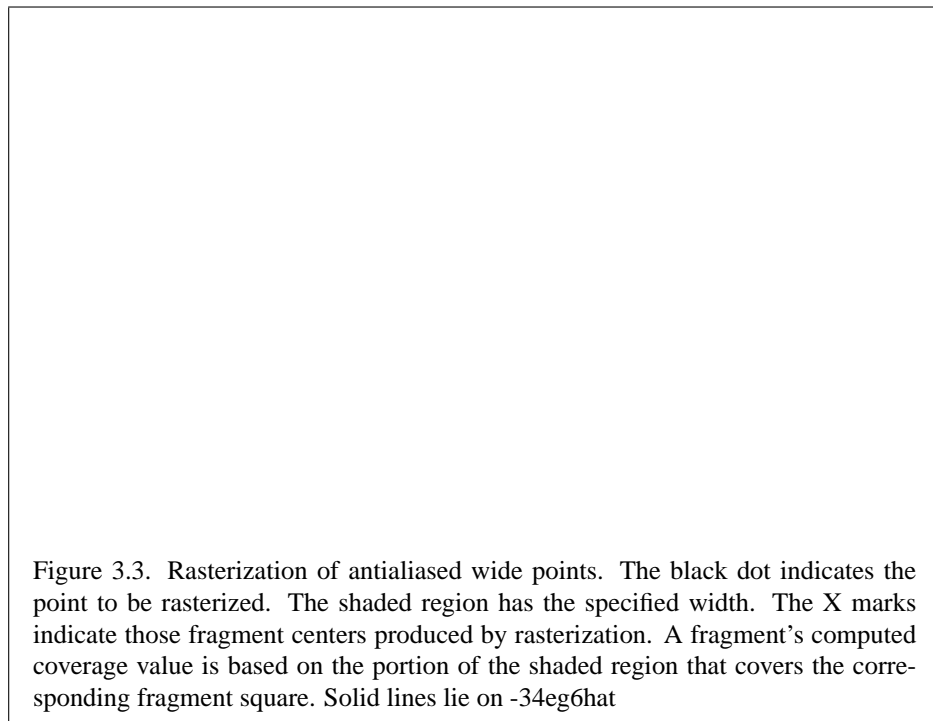 Figure 3.3. Rasterization of antialiased wide points. The black dot indicates the
point to be rasterized. The shaded region has the specified width. The X marks
indicate those fragment centers produced by rasterization. A fragment's computed
coverage value is based on the portion of the shaded region that covers the corre-
sponding fragment square. Solid lines lie on -34eg6hat